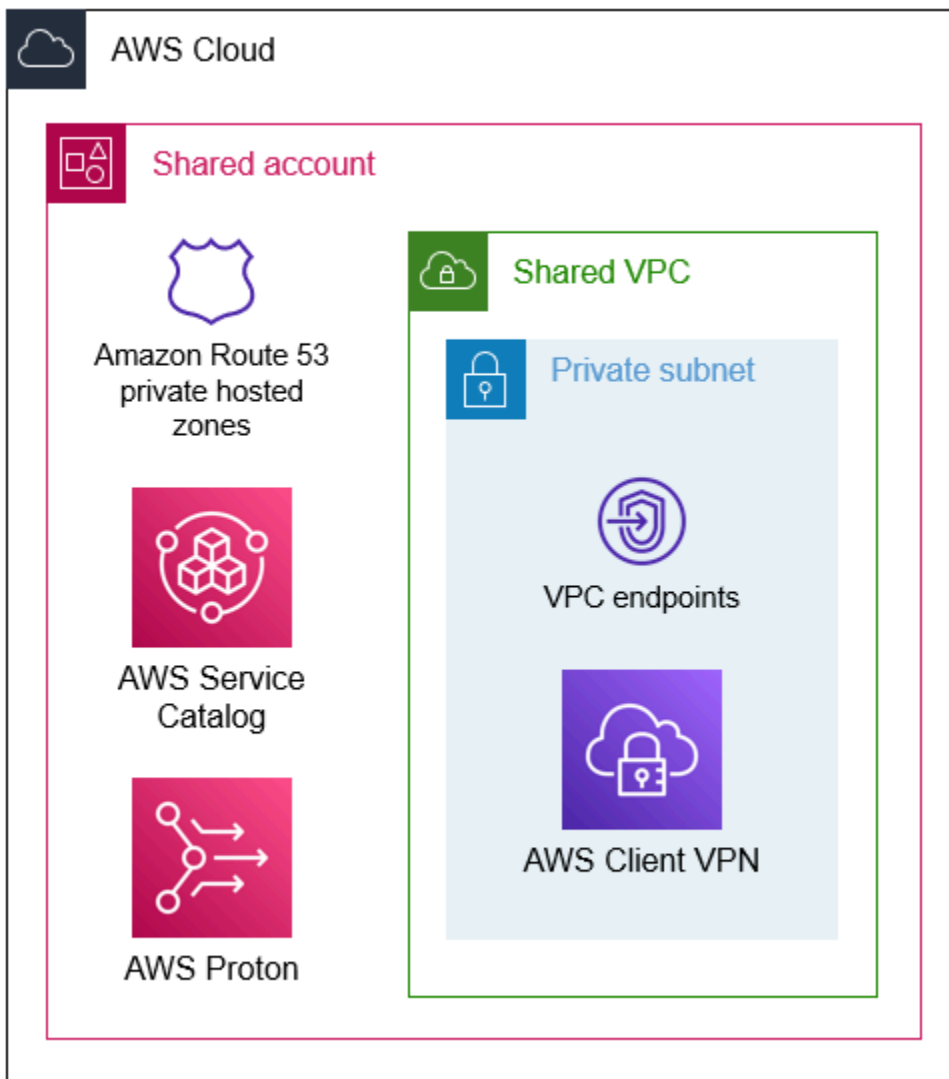 AWS Cloud
Shared account
Amazon Route 53
private hosted
zones
AWS Service
Catalog
AWS Proton
Shared VPC
Private subnet
VPC endpoints
AWS Client VPN